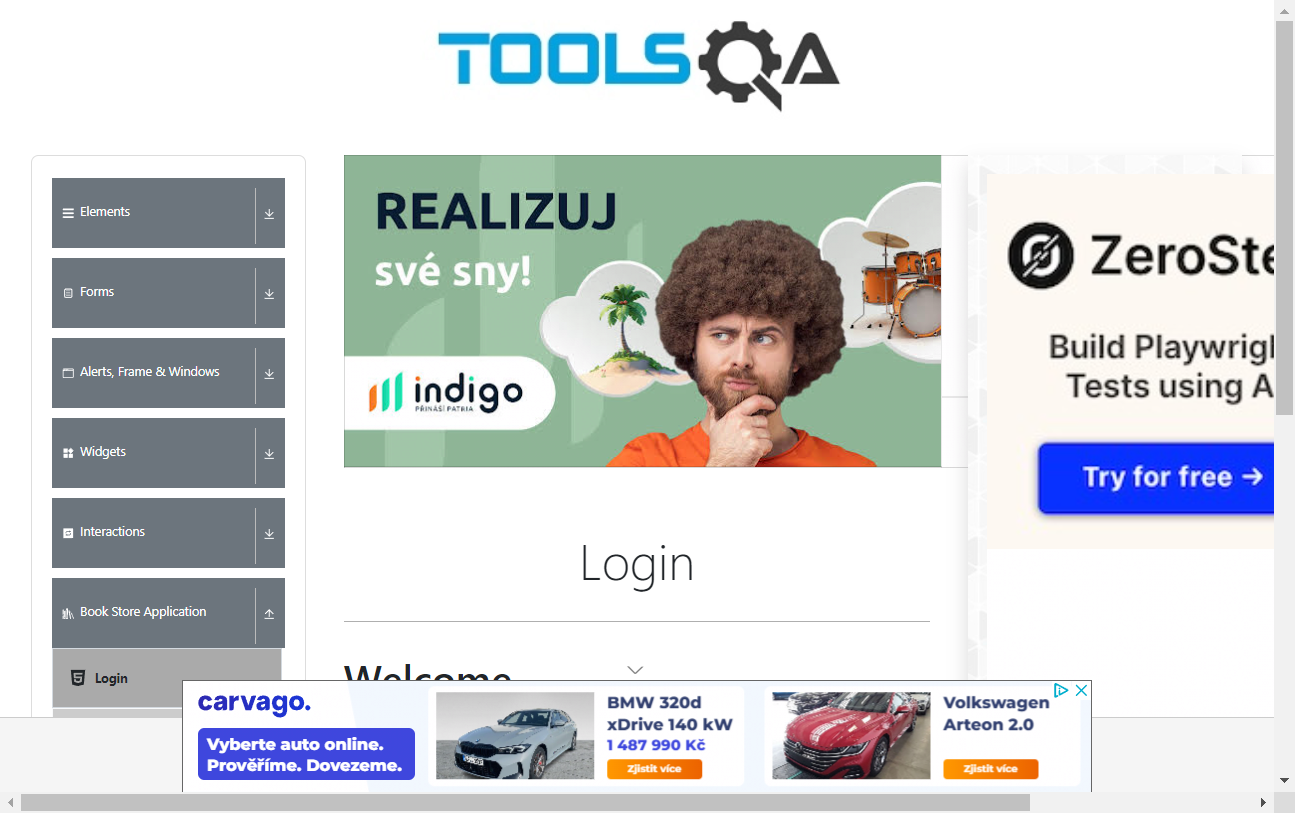 TOOLSQA
Elements
Forms
Alerts, Frame & Windows
Widgets
Interactions
Book Store Application
Login
REALIZUJ
své sny!
indigo
PŘINÁŠÍ PATRIA
Build Playwrig
Tests using A
Try for free →
Login
Welcome
carvago.
Vyberte auto online.
Prověříme. Dovezeme.
BMW 320d
xDrive 140 kW
1 487 990 Kč
Zjistit více
Volkswagen
Arteon 2.0
Zjistit více